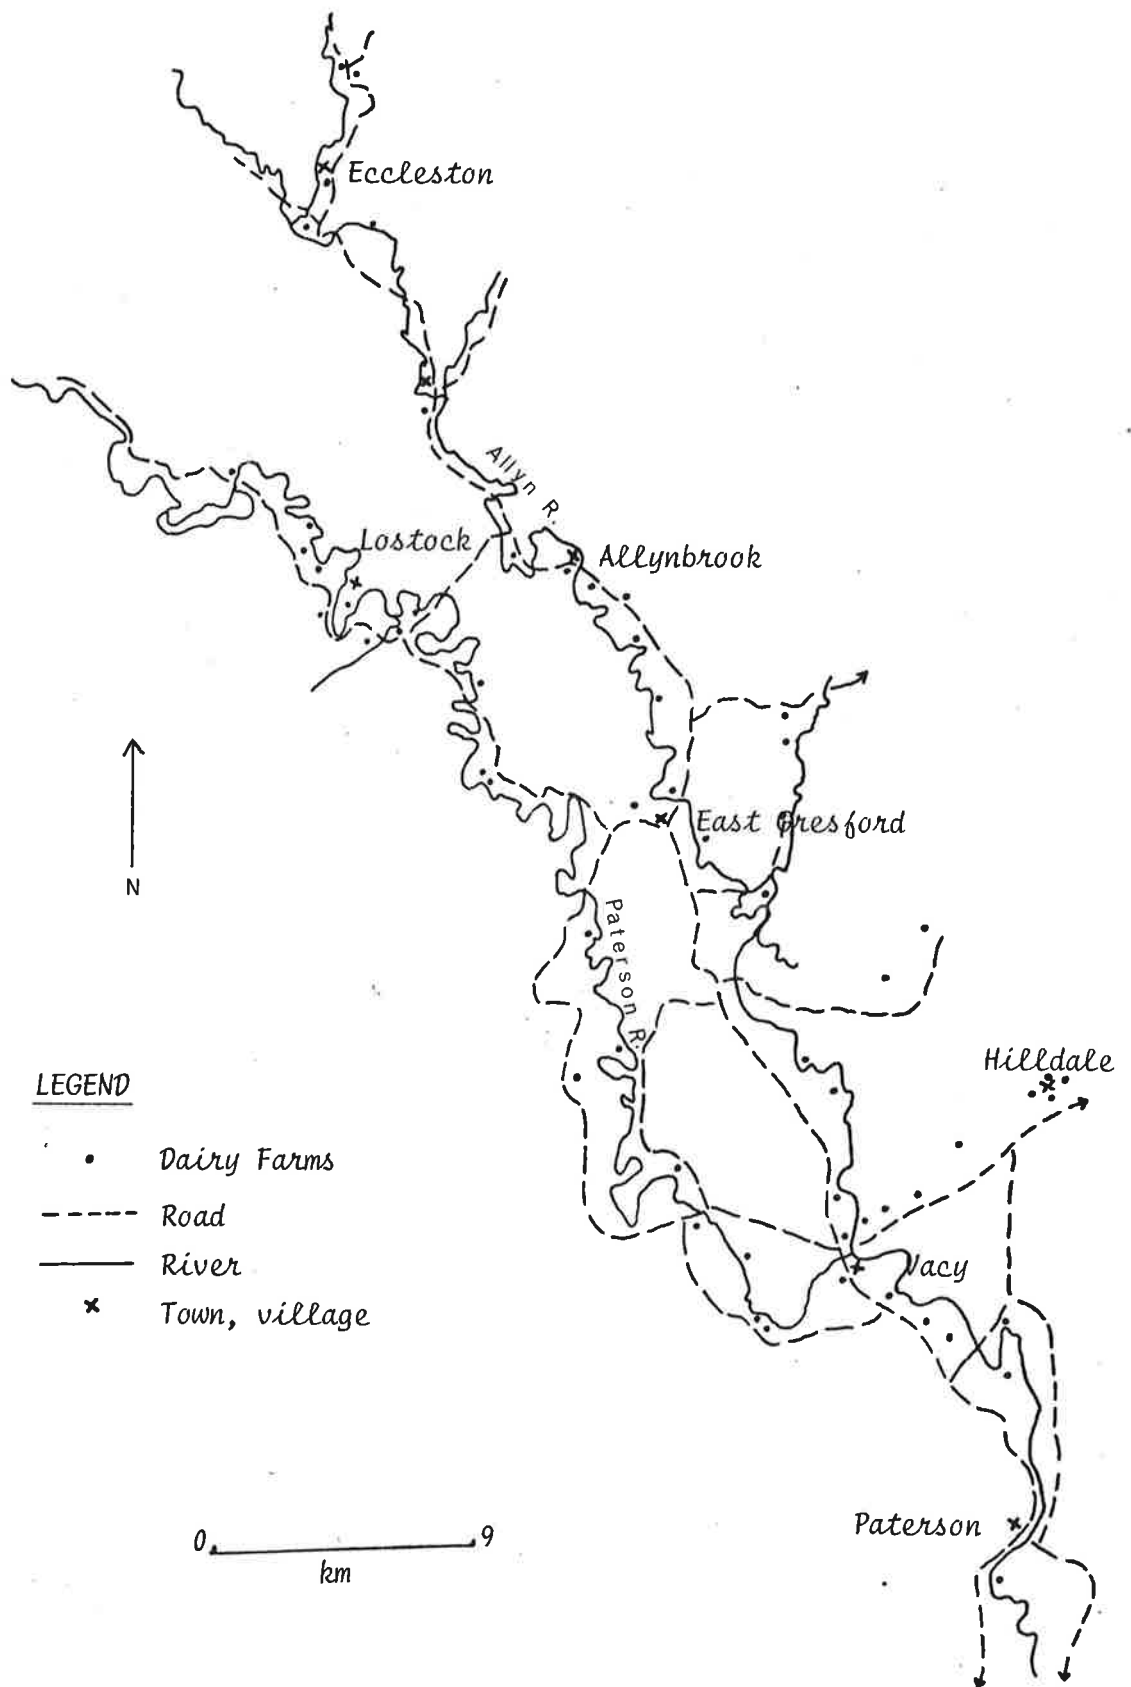 Eccleston
Allyn R.
Lostock
Allynbrook
East Gresford
N
Paterson R.
Hilldale
LEGEND
Dairy Farms
Road
River
Town, village
Vacy
Paterson
0 9
km